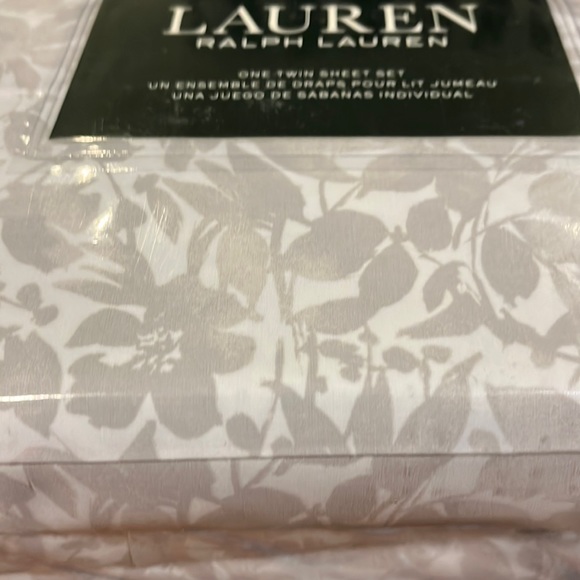 LAUREN
RALPH LAUREN
ONE TWIN SHEET SET
UN ENSEMBLE DE DRAPS POUR LIT JUMEAU
UNA JUEGO DE SABANAS INDIVIDUAL